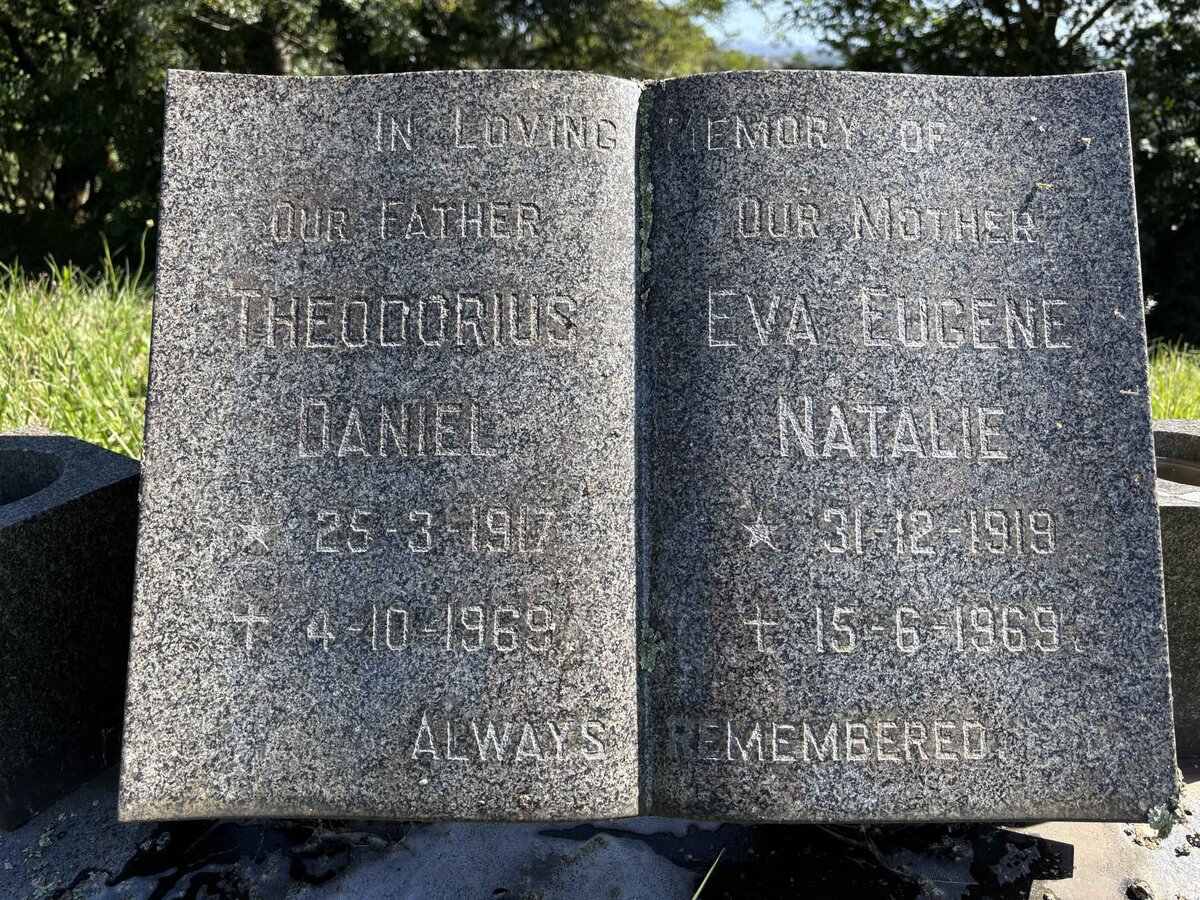 IN LOVING MEMORY OF
OUR FATHER
THEODORIUS
DANIEL
25-3-1917
4-10-1969
OUR MOTHER
EVA EUGENE
NATALIE
31-12-1919
15-6-1969
ALWAYS REMEMBERED.